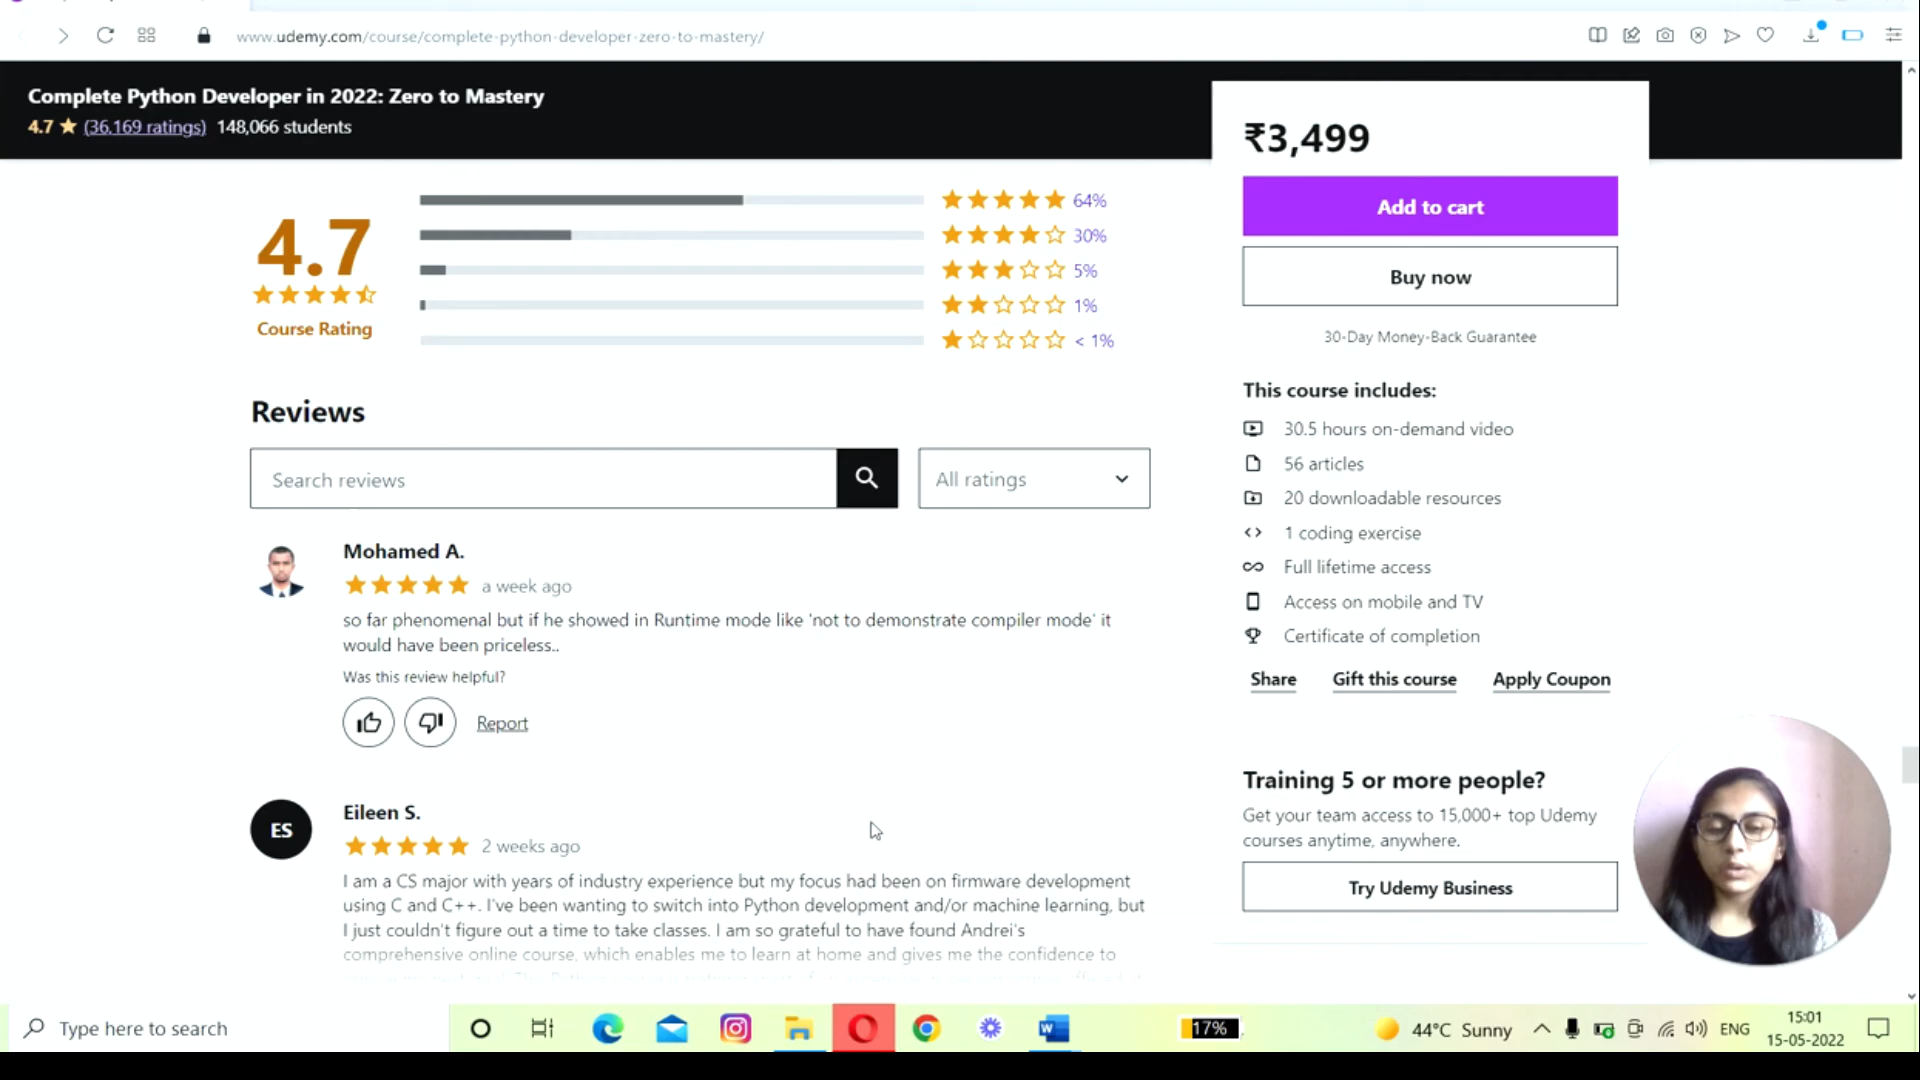 www.udemy.com/course/complete-python-developer-zero-to-mastery/
Complete Python Developer in 2022: Zero to Mastery
4.7 ★ (36,169 ratings) 148,066 students
₹3,499
Add to cart
Buy now
30-Day Money-Back Guarantee
This course includes:
30.5 hours on-demand video
56 articles
20 downloadable resources
1 coding exercise
Full lifetime access
Access on mobile and TV
Certificate of completion
Share Gift this course Apply Coupon
Training 5 or more people?
Get your team access to 15,000+ top Udemy
courses anytime, anywhere.
Try Udemy Business
4.7
Course Rating
64%
30%
5%
1%
< 1%
Reviews
Search reviews
All ratings
Mohamed A.
a week ago
so far phenomenal but if he showed in Runtime mode like 'not to demonstrate compiler mode' it
would have been priceless..
Was this review helpful?
Report
ES
Eileen S.
2 weeks ago
I am a CS major with years of industry experience but my focus had been on firmware development
using C and C++. I've been wanting to switch into Python development and/or machine learning, but
I just couldn't figure out a time to take classes. I am so grateful to have found Andrei's
comprehensive online course, which enables me to learn at home and gives me the confidence to
Type here to search
W
17%
44°C Sunny
ENG
15:01
15-05-2022